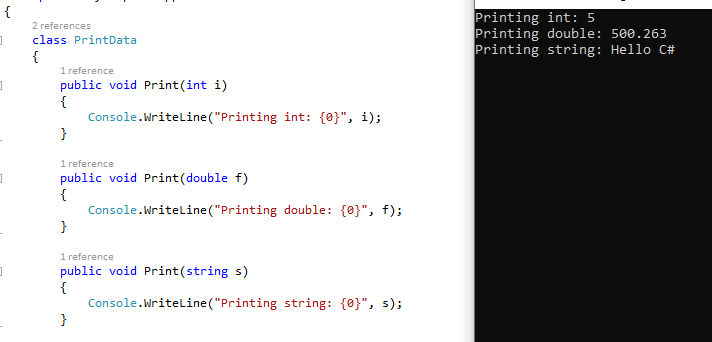 {
2 references
class PrintData
{
1 reference
public void Print(int i)
{
Console.WriteLine("Printing int: {0}", i);
}
1 reference
public void Print(double f)
{
Console.WriteLine("Printing double: {0}", f);
}
1 reference
public void Print(string s)
{
Console.WriteLine("Printing string: {0}", s);
}
Printing int: 5
Printing double: 500.263
Printing string: Hello C#